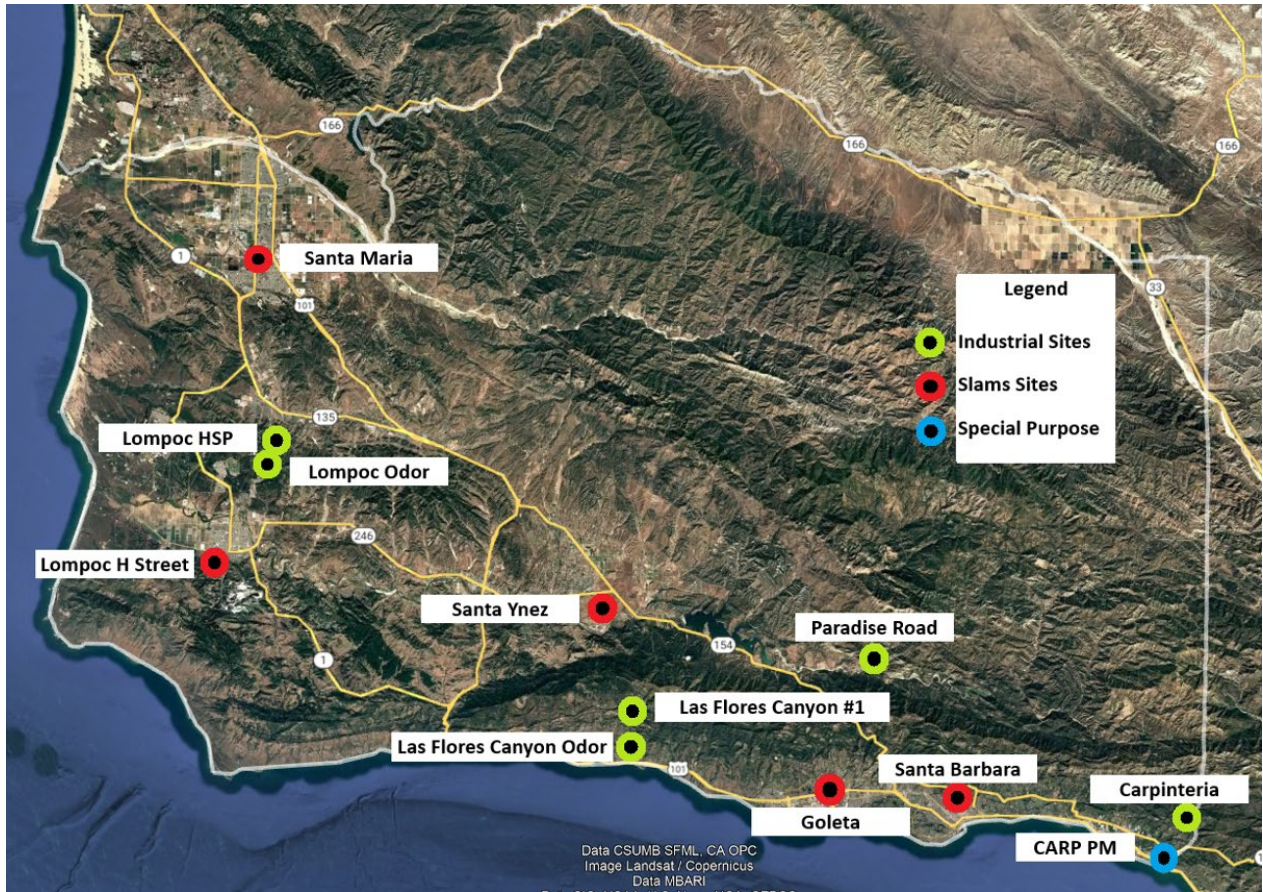 166
166
166
Santa Maria
1
101
Legend
33
Industrial Sites
Slams Sites
Special Purpose
135
Lompoc HSP
Lompoc Odor
246
Lompoc H Street
Santa Ynez
Paradise Road
154
1
Las Flores Canyon #1
Las Flores Canyon Odor
101
Santa Barbara
Carpinteria
Goleta
CARP PM
Data CSUMB SFML, CA OPC
Image Landsat / Copernicus
Data MBARI